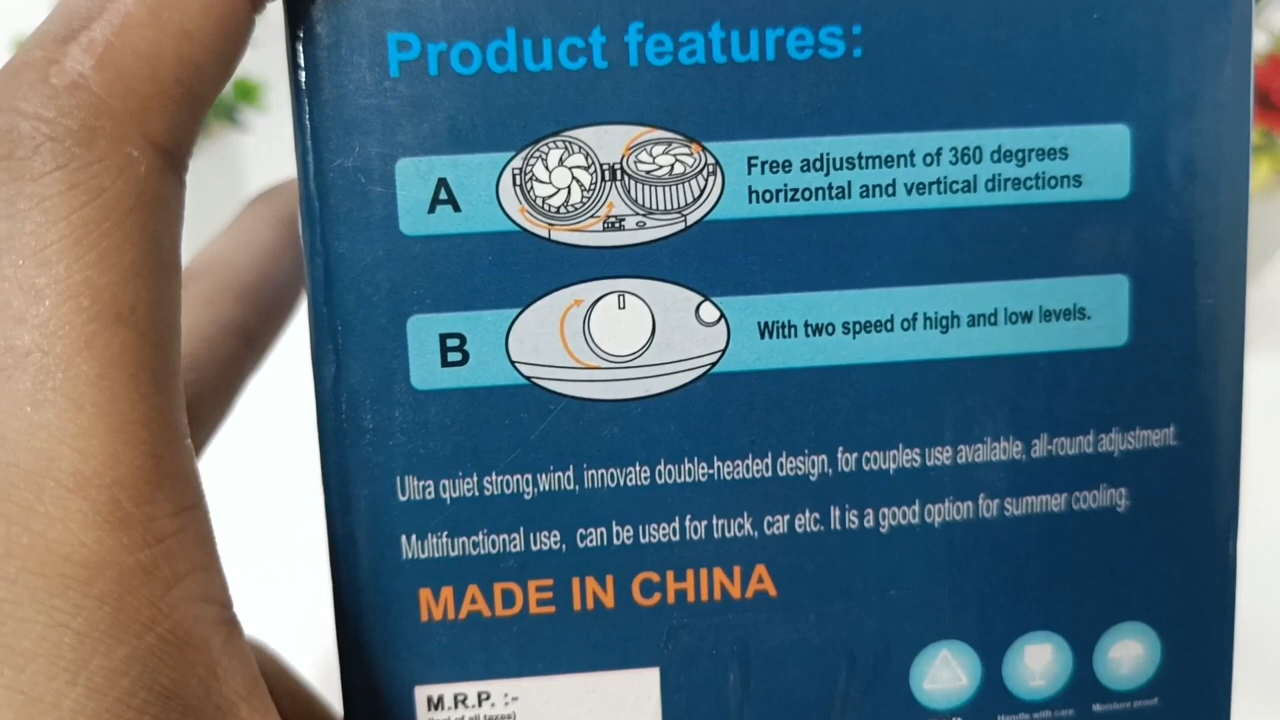 Product features:
A
Free adjustment of 360 degrees
horizontal and vertical directions
B
With two speed of high and low levels.
Ultra quiet strong,wind, innovate double-headed design, for couples use available, all-round adjustment.
Multifunctional use, can be used for truck, car etc. It is a good option for summer cooling.
MADE IN CHINA
M.R.P. :-
of all taxes)
Handle with care
Moisture proof